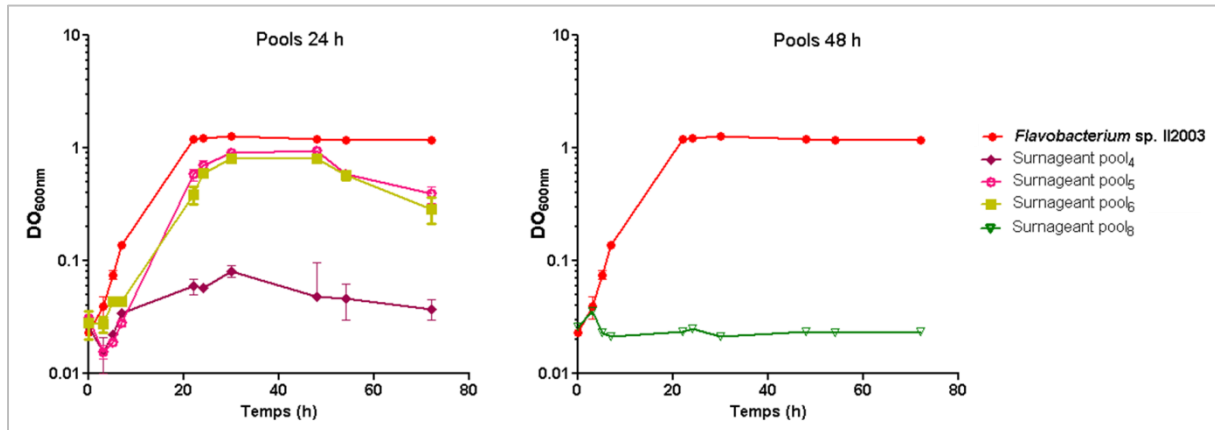 Pools 24 h
10
1
0.1
0.01
DO600nm
0
20
40
60
80
Temps (h)
Pools 48 h
10
1
0.1
0.01
DO600nm
0
20
40
60
80
Temps (h)
Flavobacterium sp. II2003
Surnageant pool4
Surnageant pool5
Surnageant pool6
Surnageant pool8